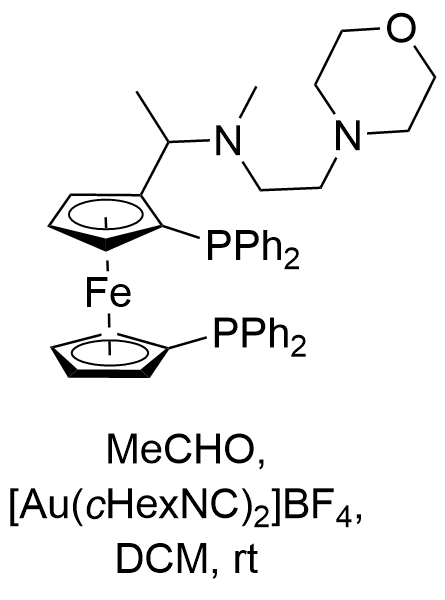 O
N
N
PPh2
Fe
PPh2
MeCHO,
[Au(cHexNC)2]BF4,
DCM, rt